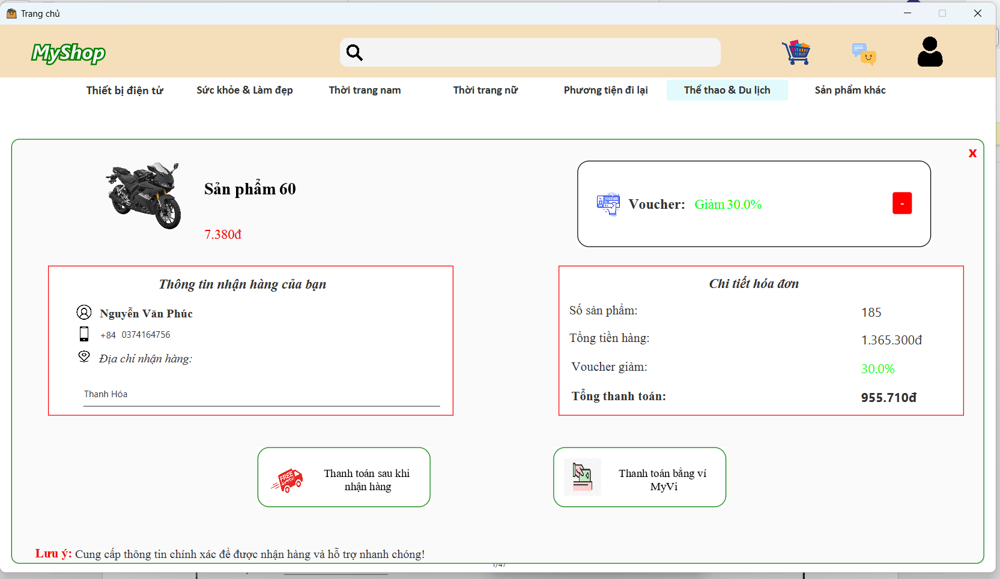 Trang chủ
MyShop
Thiết bị điện tử
Sức khỏe & Làm đẹp
Thời trang nam
Thời trang nữ
Phương tiện đi lại
Thể thao & Du lịch
Sản phẩm khác
x
Sản phẩm 60
7.380đ
VOUCHER
Voucher: Giảm 30.0%
-
Thông tin nhận hàng của bạn
Nguyễn Văn Phúc
+84 0374164756
Địa chỉ nhận hàng:
Thanh Hóa
Chi tiết hóa đơn
Số sản phẩm: 185
Tổng tiền hàng: 1.365.300đ
Voucher giảm: 30.0%
Tổng thanh toán: 955.710đ
FREE
Thanh toán sau khi
nhận hàng
Thanh toán bằng ví
MyVi
Lưu ý: Cung cấp thông tin chính xác để được nhận hàng và hỗ trợ nhanh chóng!
1/47